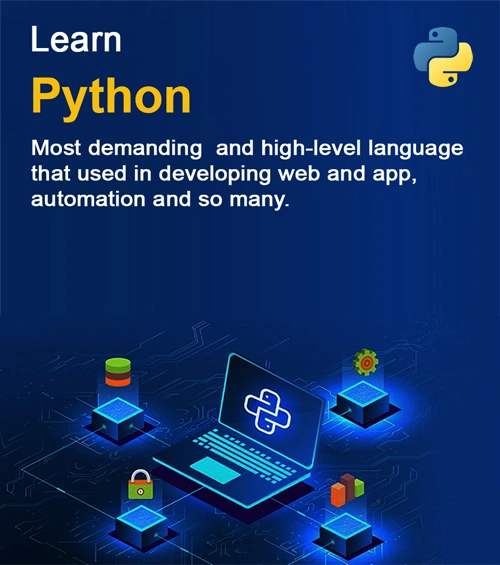 Learn
Python
Most demanding  and high-level language
that used in developing web and app,
automation and so many.